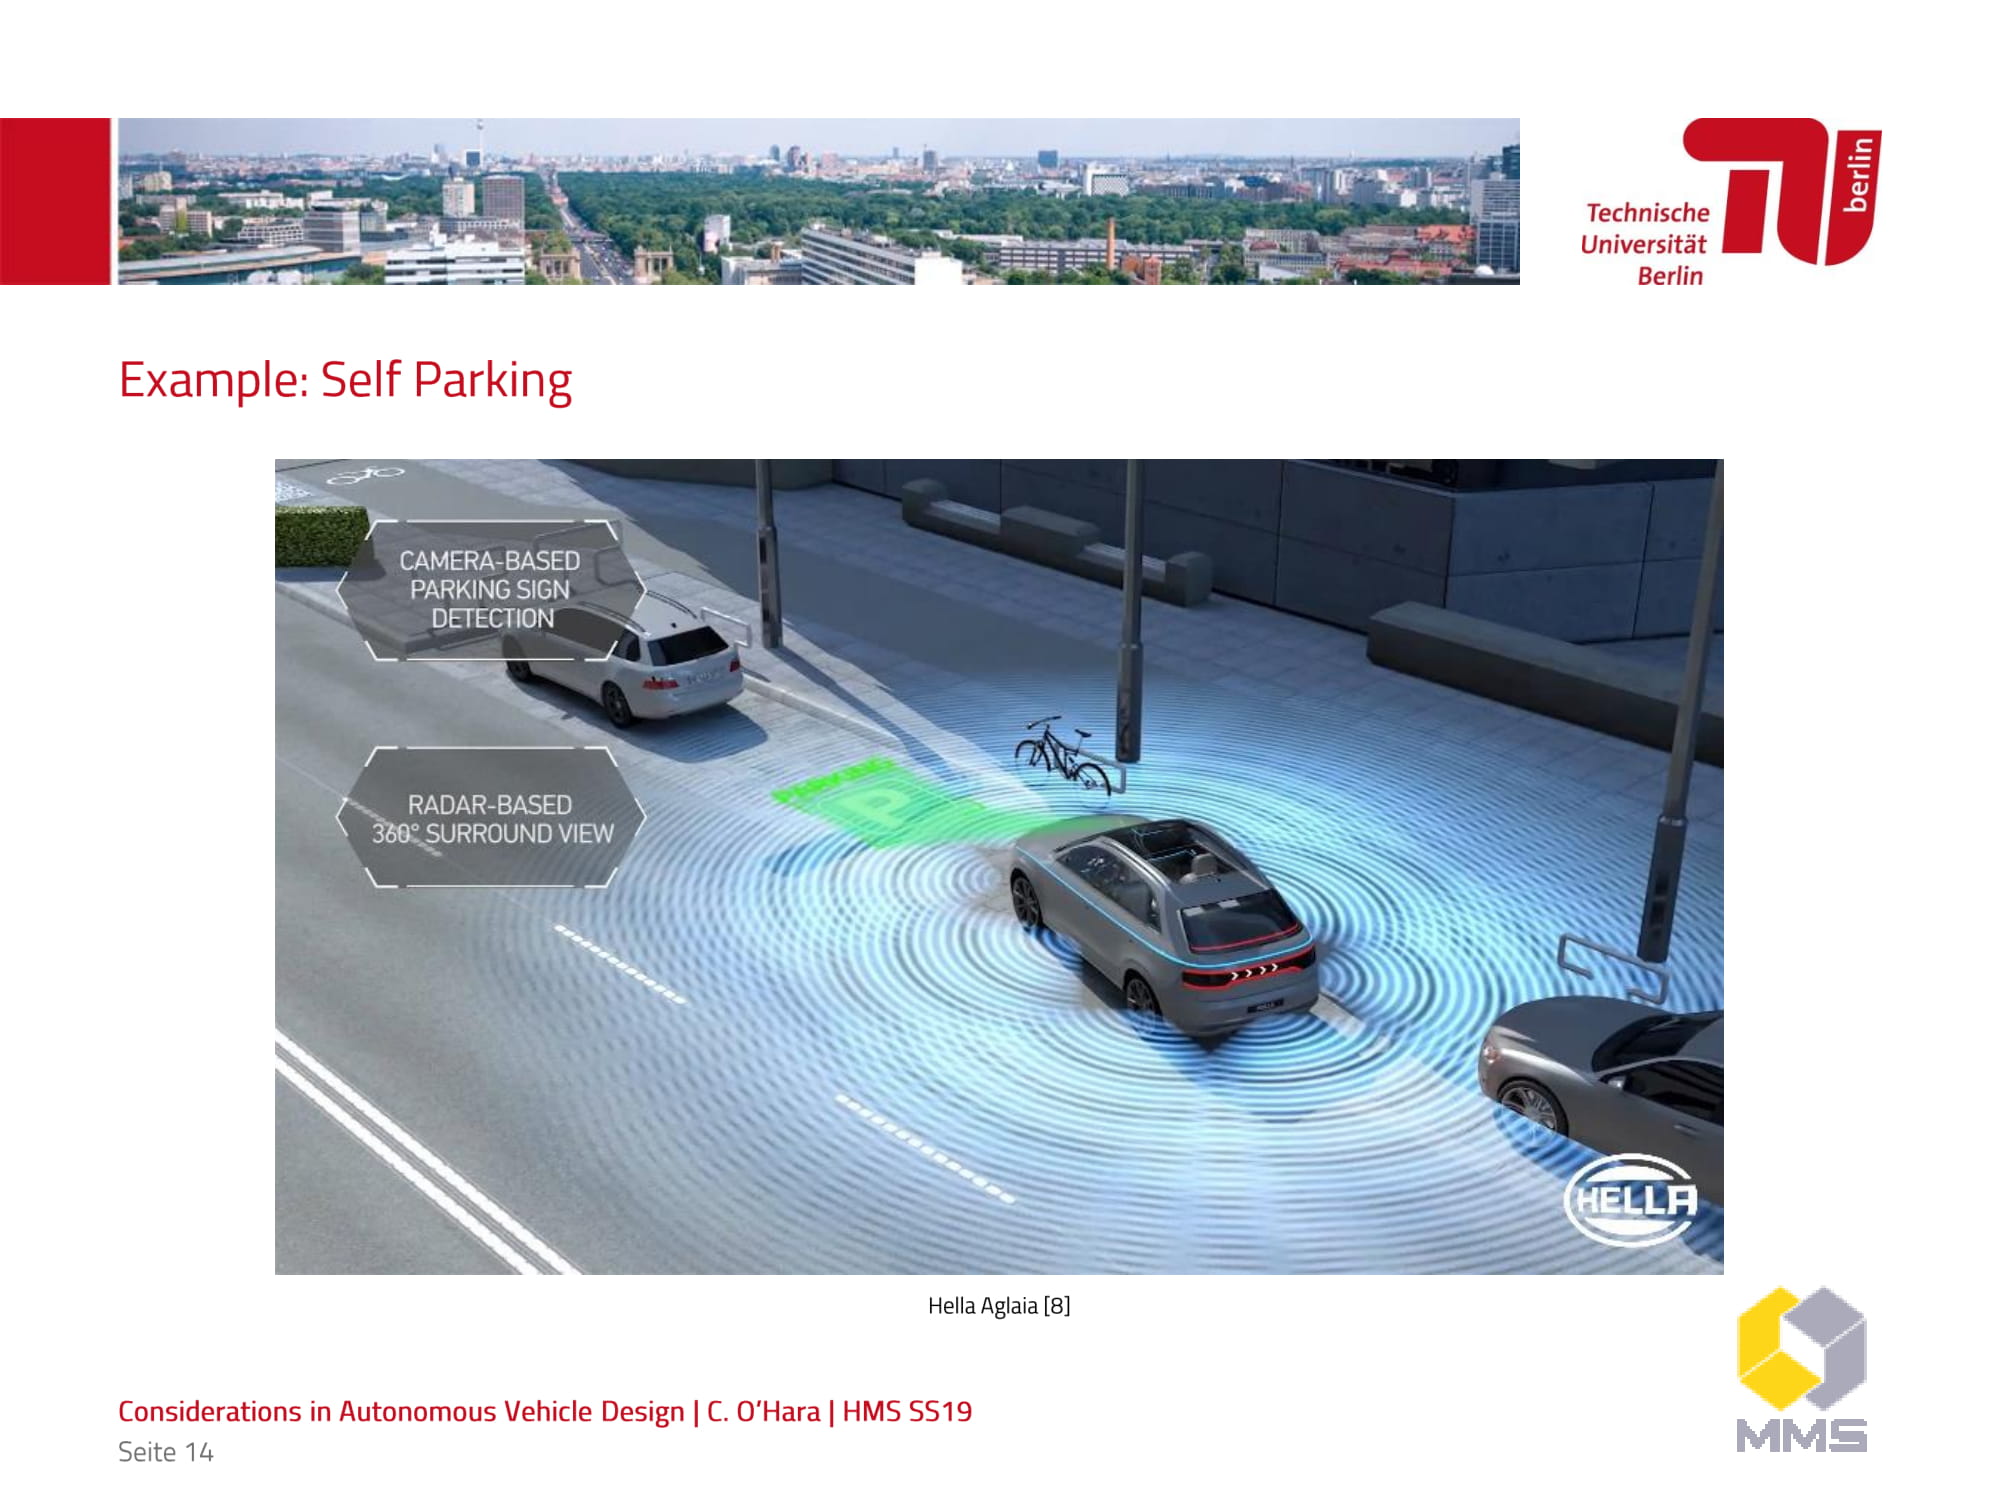 Technische
Universität
Berlin
berlin
Example: Self Parking
CAMERA-BASED
PARKING SIGN
DETECTION
RADAR-BASED
360° SURROUND VIEW
PARKING
P
HELLA
Hella Aglaia [8]
Considerations in Autonomous Vehicle Design | C. O'Hara | HMS SS19
Seite 14
MMS